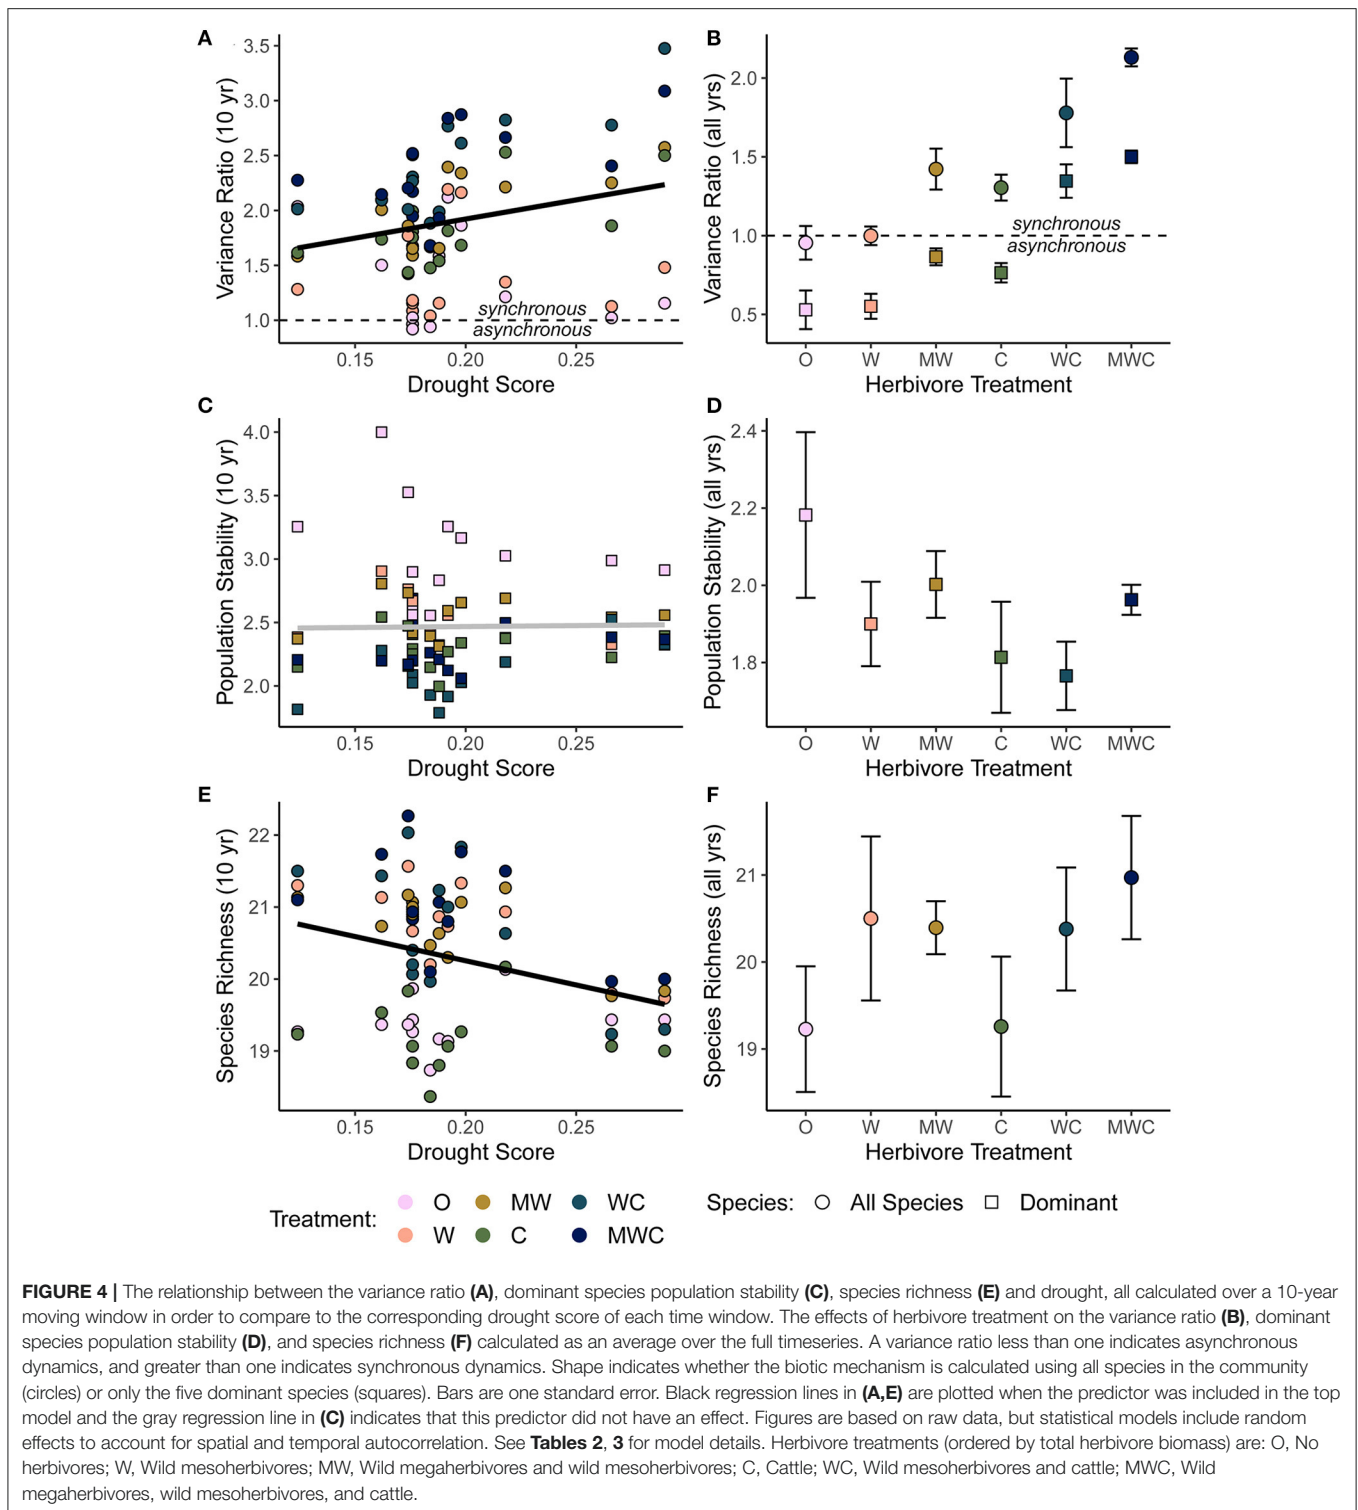 A
3.5
3.0
2.5
2.0
1.5
1.0
Variance Ratio (10 yr)
synchronous
asynchronous
0.15 0.20 0.25
Drought Score
B
2.0
1.5
1.0
0.5
Variance Ratio (all yrs)
synchronous
asynchronous
O W MW C WC MWC
Herbivore Treatment
C
4.0
3.5
3.0
2.5
2.0
Population Stability (10 yr)
0.15 0.20 0.25
Drought Score
D
2.4
2.2
2.0
1.8
Population Stability (all yrs)
O W MW C WC MWC
Herbivore Treatment
E
22
21
20
19
Species Richness (10 yr)
0.15 0.20 0.25
Drought Score
F
21
20
19
Species Richness (all yrs)
O W MW C WC MWC
Herbivore Treatment
Treatment:
O MW WC
W C MWC
Species: All Species Dominant
FIGURE 4 | The relationship between the variance ratio (A), dominant species population stability (C), species richness (E) and drought, all calculated over a 10-year
moving window in order to compare to the corresponding drought score of each time window. The effects of herbivore treatment on the variance ratio (B), dominant
species population stability (D), and species richness (F) calculated as an average over the full timeseries. A variance ratio less than one indicates asynchronous
dynamics, and greater than one indicates synchronous dynamics. Shape indicates whether the biotic mechanism is calculated using all species in the community
(circles) or only the five dominant species (squares). Bars are one standard error. Black regression lines in (A,E) are plotted when the predictor was included in the top
model and the gray regression line in (C) indicates that this predictor did not have an effect. Figures are based on raw data, but statistical models include random
effects to account for spatial and temporal autocorrelation. See Tables 2, 3 for model details. Herbivore treatments (ordered by total herbivore biomass) are: O, No
herbivores; W, Wild mesoherbivores; MW, Wild megaherbivores and wild mesoherbivores; C, Cattle; WC, Wild mesoherbivores and cattle; MWC, Wild
megaherbivores, wild mesoherbivores, and cattle.